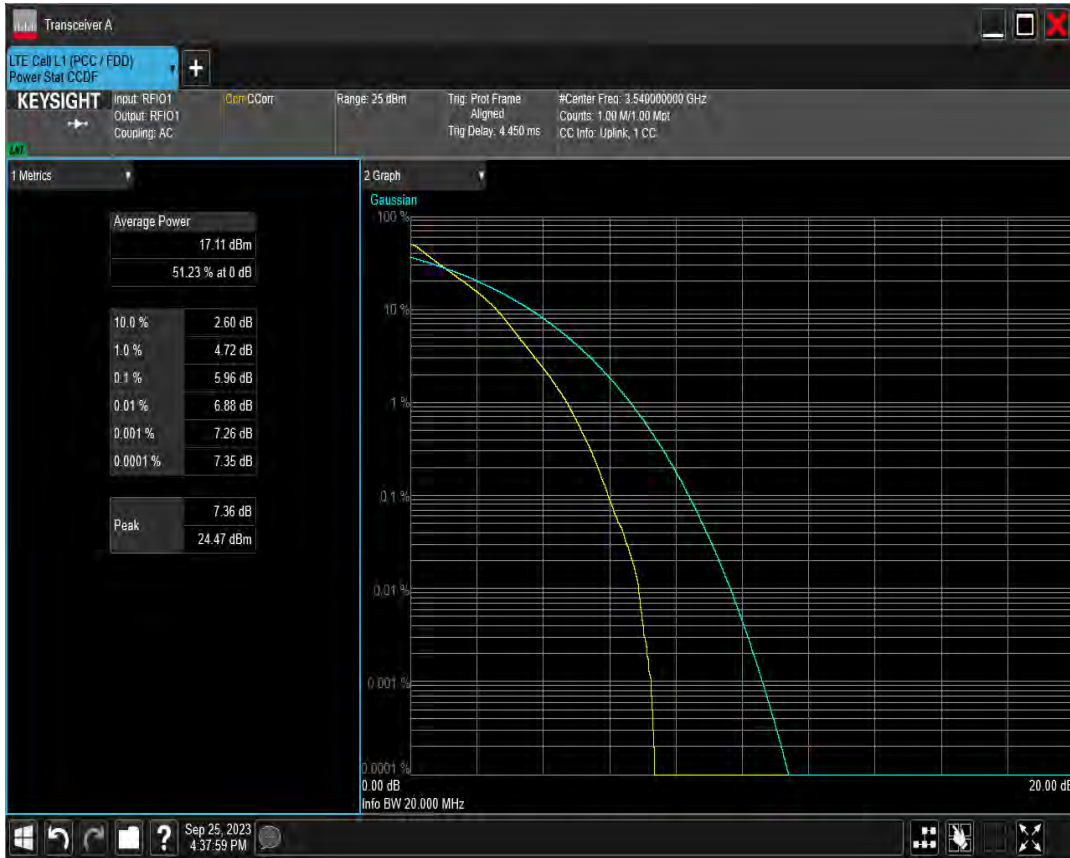 Transceiver A
LTE Cell L1 (PCC / FDD)
Power Stat CCDF
+
KEYSIGHT
Input: RFIO1
Output: RFIO1
Coupling: AC
Corr CCorr
Range: 25 dBm
Trig: Prot Frame
Aligned
Trig Delay: 4.450 ms
#Center Freq: 3.540000000 GHz
Counts: 1.00 M/1.00 Mpt
CC Info: Uplink, 1 CC
1 Metrics
Average Power
17.11 dBm
51.23 % at 0 dB
10.0 % 2.60 dB
1.0 % 4.72 dB
0.1 % 5.96 dB
0.01 % 6.88 dB
0.001 % 7.26 dB
0.0001 % 7.35 dB
Peak
7.36 dB
24.47 dBm
2 Graph
Gaussian
100 %
10 %
1 %
0.1 %
0.01 %
0.001 %
0.0001 %
0.00 dB
20.00 dB
Info BW 20.000 MHz
?
Sep 25, 2023
4:37:59 PM